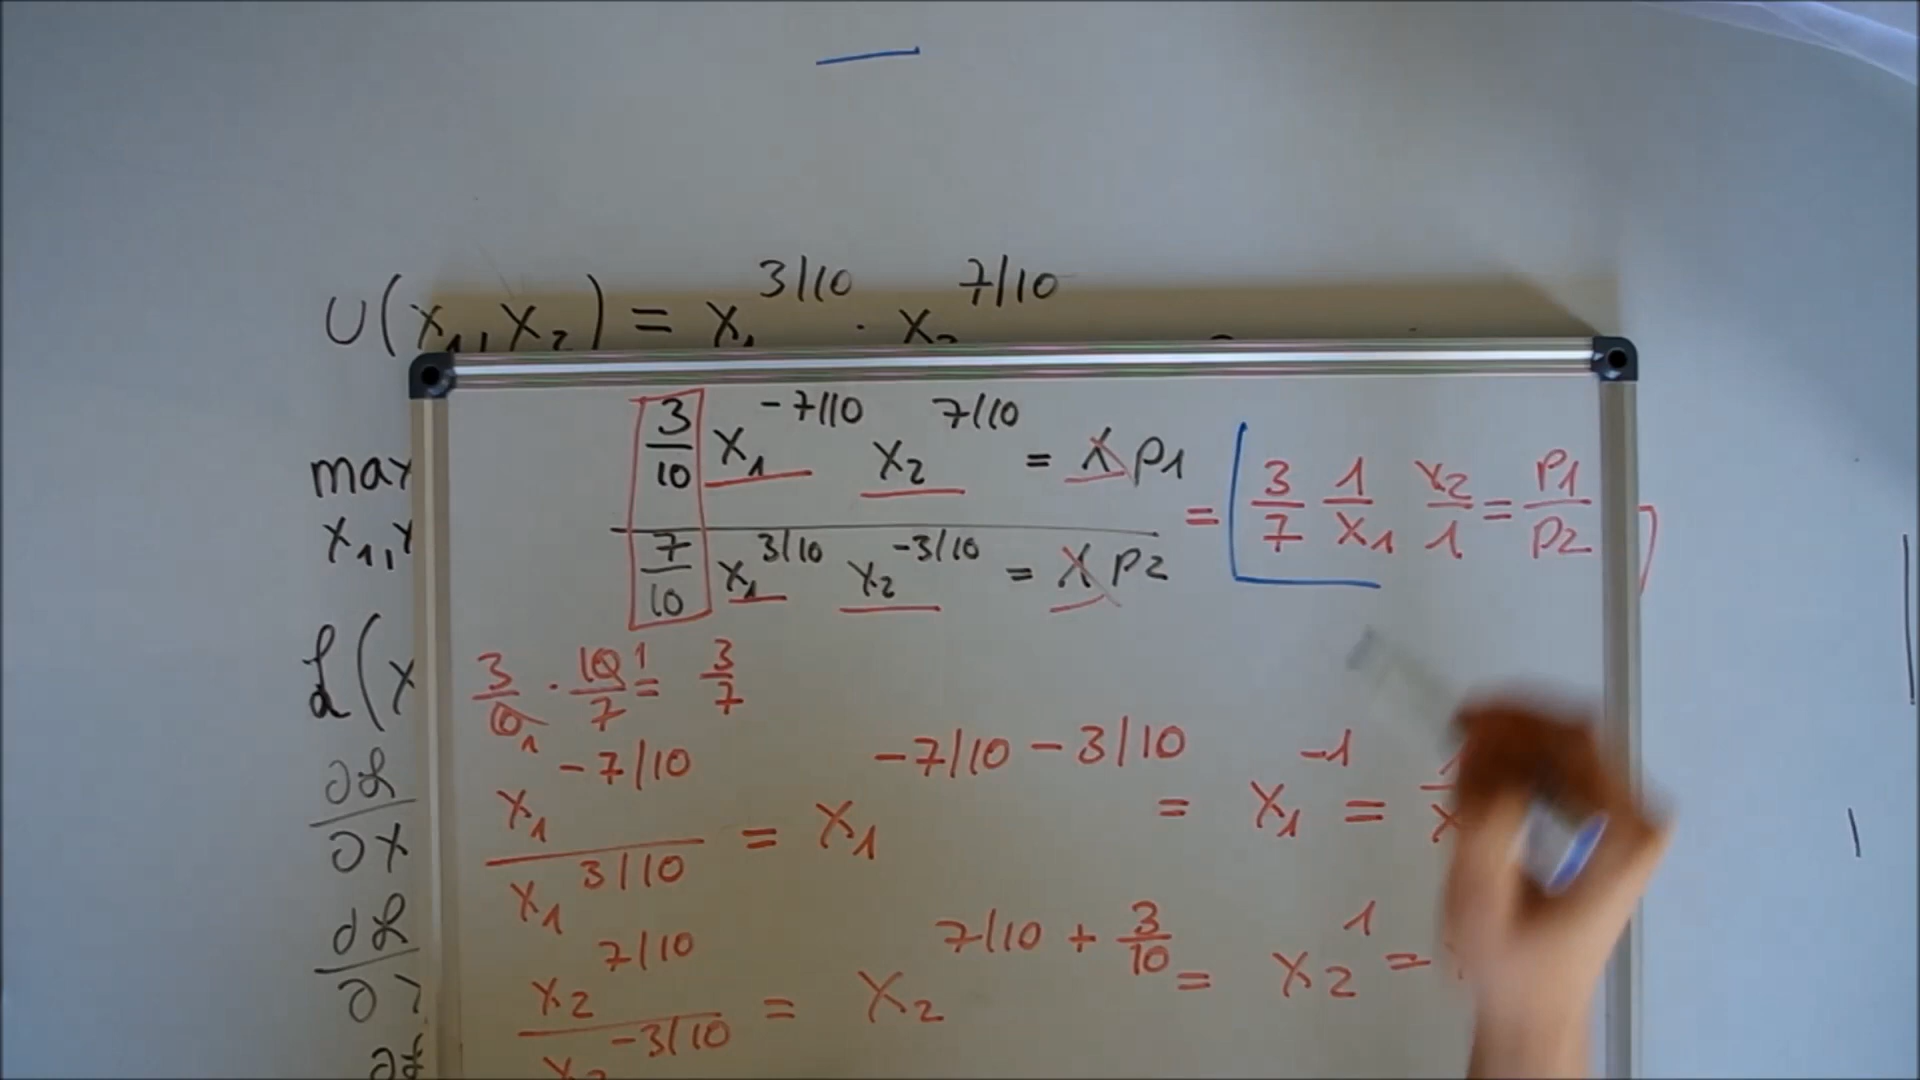 U(x₁,x₂) = x₁^3/10 · x₂^7/10
max
x₁,x
3/10 x₁^-7/10 x₂^7/10 = λ p1
7/10 x₁^3/10 x₂^-3/10 = λ p2
= 3/7 1/x₁ x₂/1 = p1/p2
ℒ(x
3/10 · 10/7 = 3/7
∂ℒ/∂x
x₁^-7/10 / x₁^3/10 = x₁^-7/10 - 3/10 = x₁^-1 =
∂ℒ/∂
x₂^7/10 / x₂^-3/10 = x₂^7/10 + 3/10 = x₂^1 =
∂ℒ